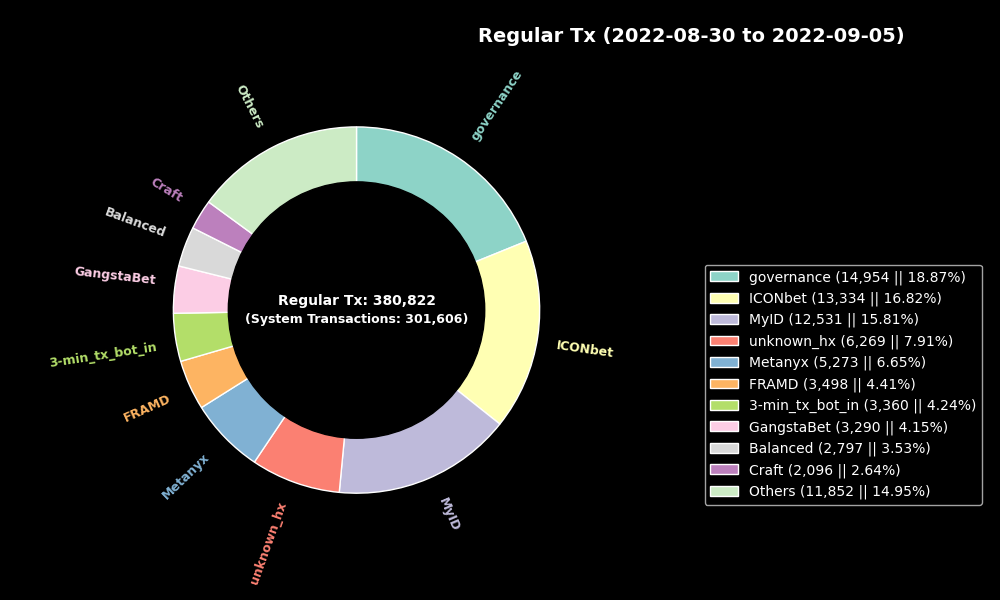 Regular Tx (2022-08-30 to 2022-09-05)
governance
Others
Craft
Balanced
GangstaBet
3-min_tx_bot_in
FRAMD
Metanyx
unknown_hx
MyID
ICONbet
Regular Tx: 380,822
(System Transactions: 301,606)
governance (14,954 || 18.87%)
ICONbet (13,334 || 16.82%)
MyID (12,531 || 15.81%)
unknown_hx (6,269 || 7.91%)
Metanyx (5,273 || 6.65%)
FRAMD (3,498 || 4.41%)
3-min_tx_bot_in (3,360 || 4.24%)
GangstaBet (3,290 || 4.15%)
Balanced (2,797 || 3.53%)
Craft (2,096 || 2.64%)
Others (11,852 || 14.95%)